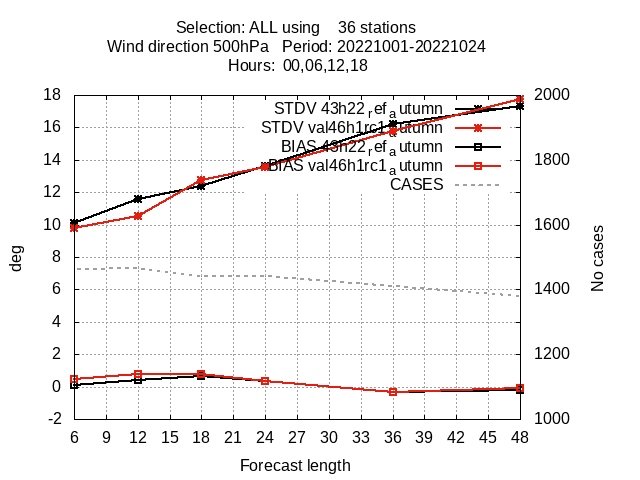 Selection: ALL using    36 stations
Wind direction 500hPa   Period: 20221001-20221024
Hours: 00,06,12,18
STDV 43h22_ref_autumn
STDV val46h1rc1_autumn
BIAS 43h22_ref_autumn
BIAS val46h1rc1_autumn
CASES
18
16
14
12
10
8
6
4
2
0
-2
deg
2000
1800
1600
1400
1200
1000
No cases
6 9 12 15 18 21 24 27 30 33 36 39 42 45 48
Forecast length